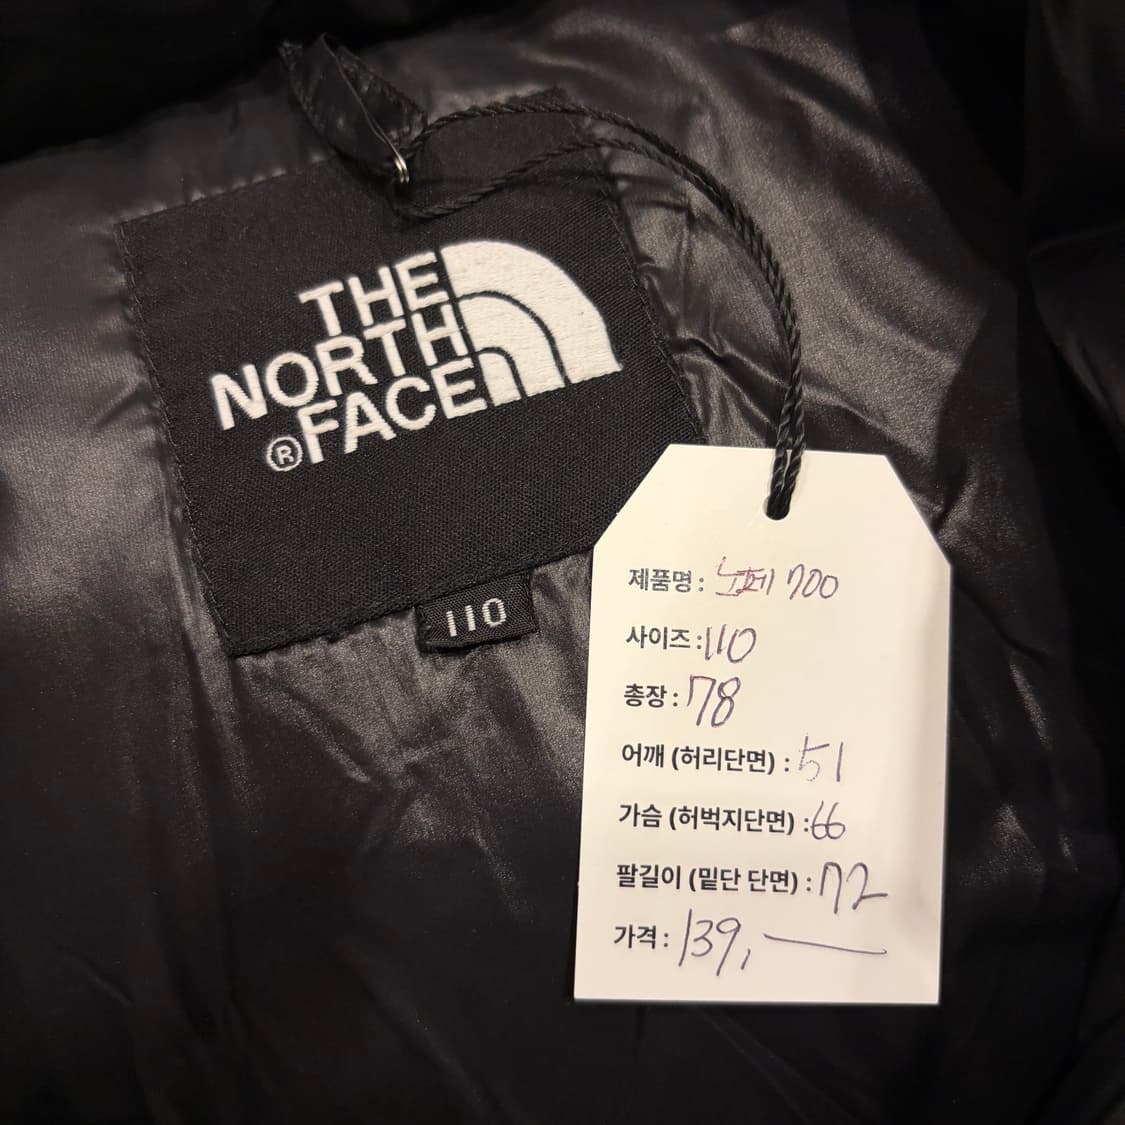 THE
NORTH
®FACE
110
제품명 : 노페 700
사이즈 : 110
총장 : 78
어깨 (허리단면) : 51
가슴 (허벅지단면) : 66
팔길이 (밑단 단면) : 72
가격 : 139,—